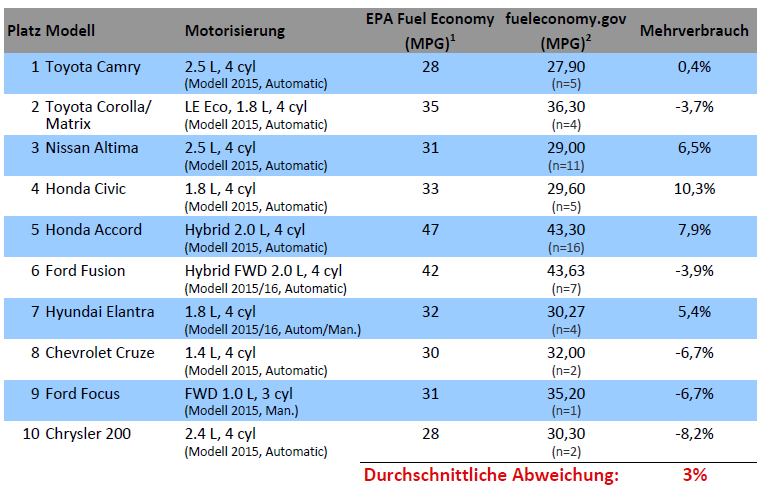 Platz Modell Motorisierung EPA Fuel Economy (MPG)1 fueleconomy.gov (MPG)2 Mehrverbrauch
1 Toyota Camry 2.5 L, 4 cyl 28 27,90 0,4%
(Modell 2015, Automatic) (n=5)
2 Toyota Corolla/ LE Eco, 1.8 L, 4 cyl 35 36,30 -3,7%
Matrix (Modell 2015, Automatic) (n=4)
3 Nissan Altima 2.5 L, 4 cyl 31 29,00 6,5%
(Modell 2015, Automatic) (n=11)
4 Honda Civic 1.8 L, 4 cyl 33 29,60 10,3%
(Modell 2015, Automatic) (n=5)
5 Honda Accord Hybrid 2.0 L, 4 cyl 47 43,30 7,9%
(Modell 2015, Automatic) (n=16)
6 Ford Fusion Hybrid FWD 2.0 L, 4 cyl 42 43,63 -3,9%
(Modell 2015/16, Automatic) (n=7)
7 Hyundai Elantra 1.8 L, 4 cyl 32 30,27 5,4%
(Modell 2015/16, Autom/Man.) (n=4)
8 Chevrolet Cruze 1.4 L, 4 cyl 30 32,00 -6,7%
(Modell 2015, Automatic) (n=2)
9 Ford Focus FWD 1.0 L, 3 cyl 31 35,20 -6,7%
(Modell 2015, Man.) (n=1)
10 Chrysler 200 2.4 L, 4 cyl 28 30,30 -8,2%
(Modell 2015, Automatic) (n=2)
Durchschnittliche Abweichung: 3%